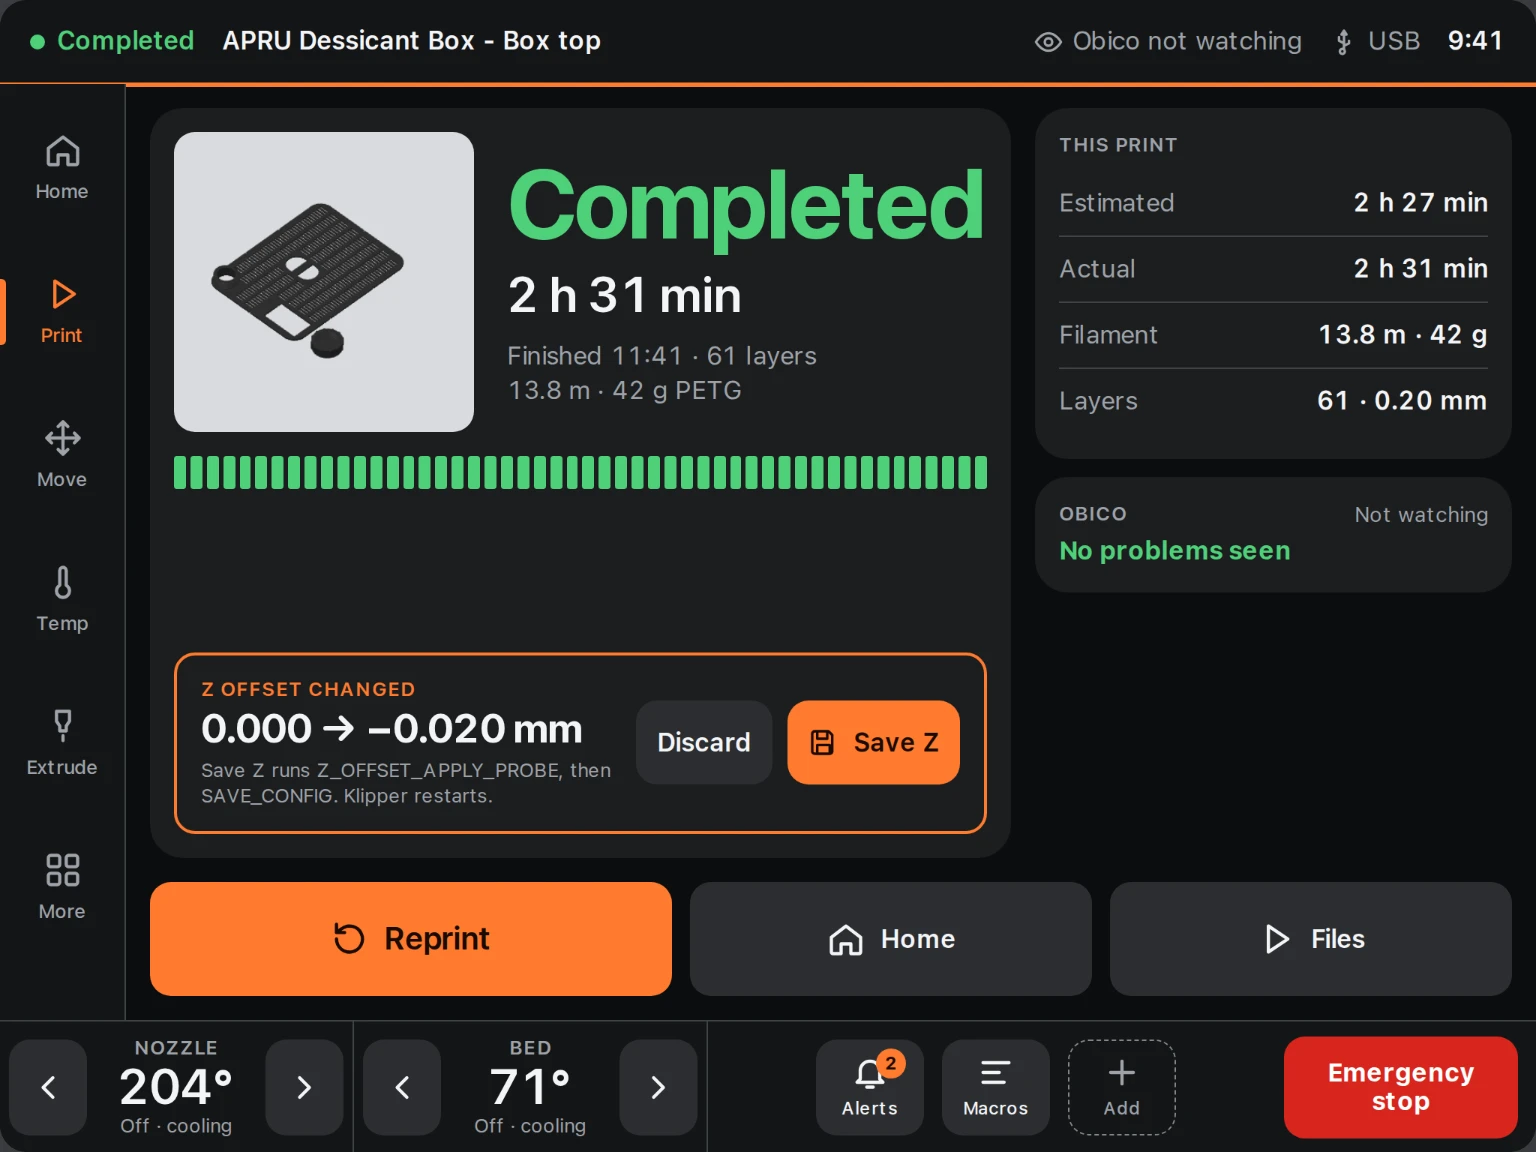 Completed APRU Dessicant Box - Box top Obico not watching USB 9:41
Home
Print
Move
Temp
Extrude
More
Completed
2 h 31 min
Finished 11:41 · 61 layers
13.8 m · 42 g PETG
Z OFFSET CHANGED
0.000 → −0.020 mm
Save Z runs Z_OFFSET_APPLY_PROBE, then
SAVE_CONFIG. Klipper restarts.
Discard
Save Z
THIS PRINT
Estimated 2 h 27 min
Actual 2 h 31 min
Filament 13.8 m · 42 g
Layers 61 · 0.20 mm
OBICO Not watching
No problems seen
Reprint
Home
Files
NOZZLE
204°
Off · cooling
BED
71°
Off · cooling
2
Alerts
Macros
Add
Emergency
stop